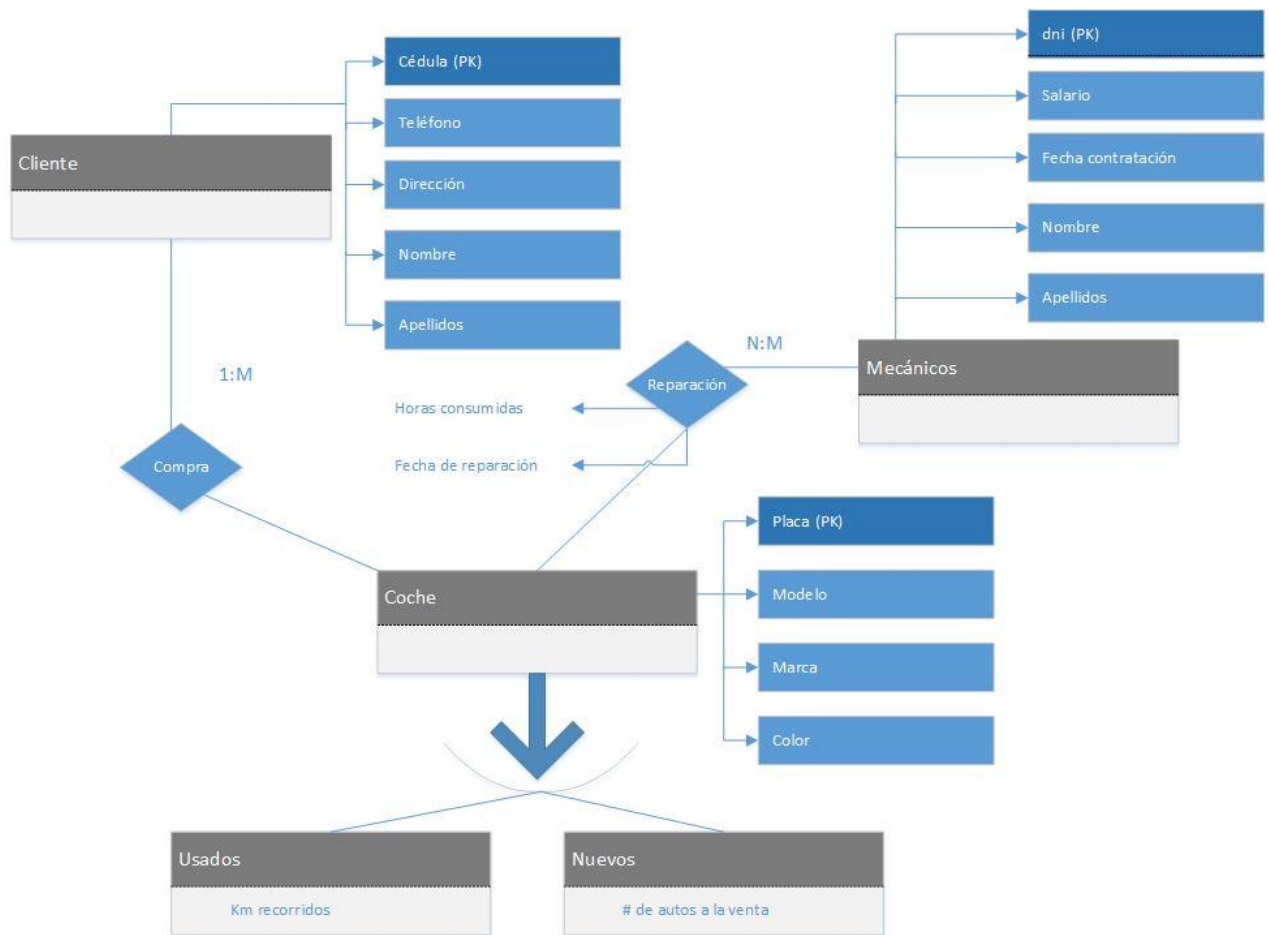 Cliente
Cédula (PK)
Teléfono
Dirección
Nombre
Apellidos
dni (PK)
Salario
Fecha contratación
Nombre
Apellidos
1:M
N:M
Reparación
Mecánicos
Horas consumidas
Fecha de reparación
Compra
Coche
Placa (PK)
Modelo
Marca
Color
Usados
Km recorridos
Nuevos
# de autos a la venta